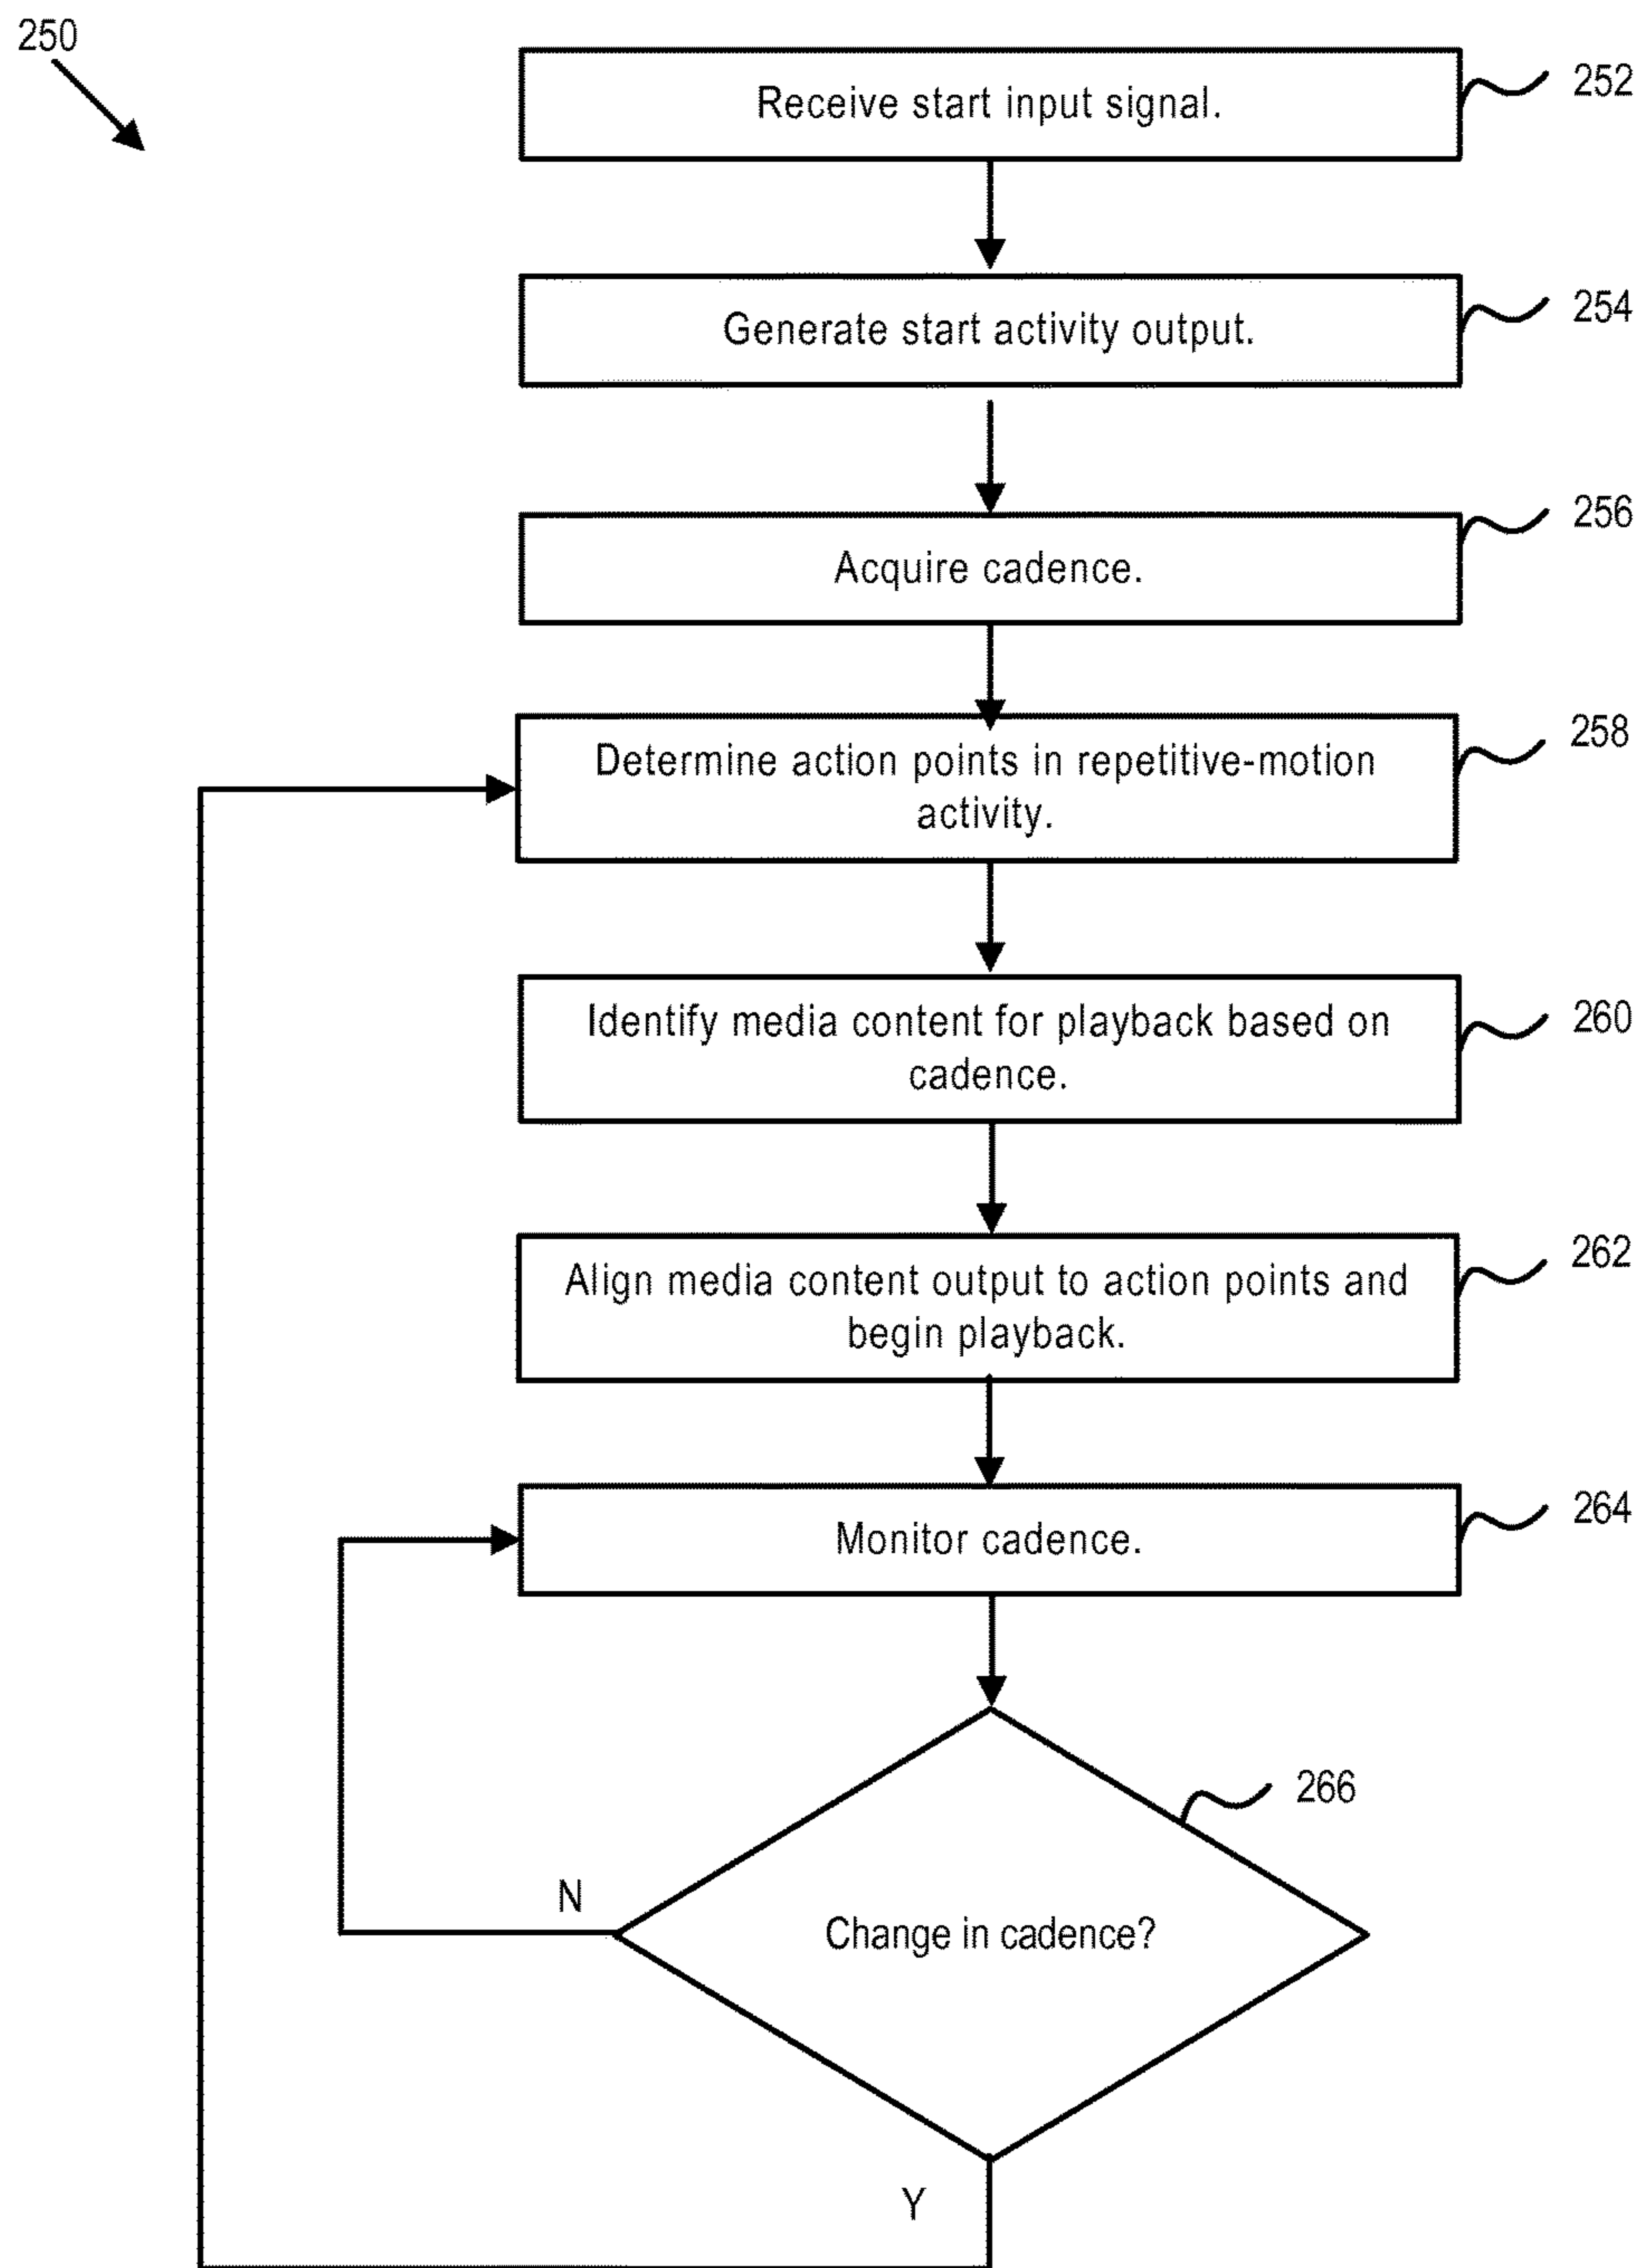 250
Receive start input signal.
252
Generate start activity output.
254
Acquire cadence.
256
Determine action points in repetitive-motion
activity.
258
Identify media content for playback based on
cadence.
260
Align media content output to action points and
begin playback.
262
Monitor cadence.
264
266
N
Change in cadence?
Y